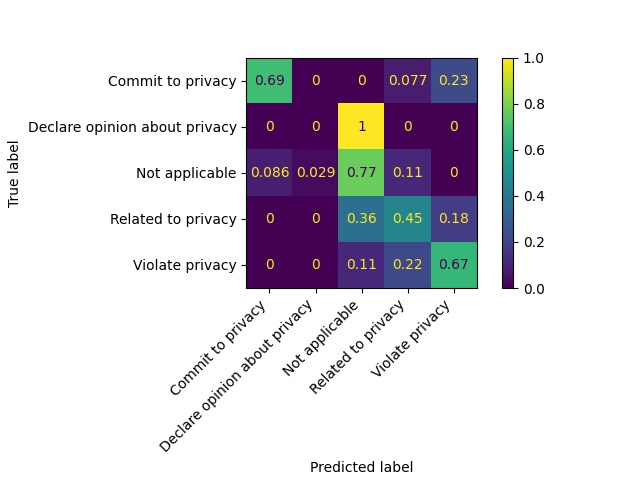 Commit to privacy 0.69 0 0 0.077 0.23
Declare opinion about privacy 0 0 1 0 0
Not applicable 0.086 0.029 0.77 0.11 0
Related to privacy 0 0 0.36 0.45 0.18
Violate privacy 0 0 0.11 0.22 0.67
True label
Commit to privacy
Declare opinion about privacy
Not applicable
Related to privacy
Violate privacy
Predicted label
1.0
0.8
0.6
0.4
0.2
0.0